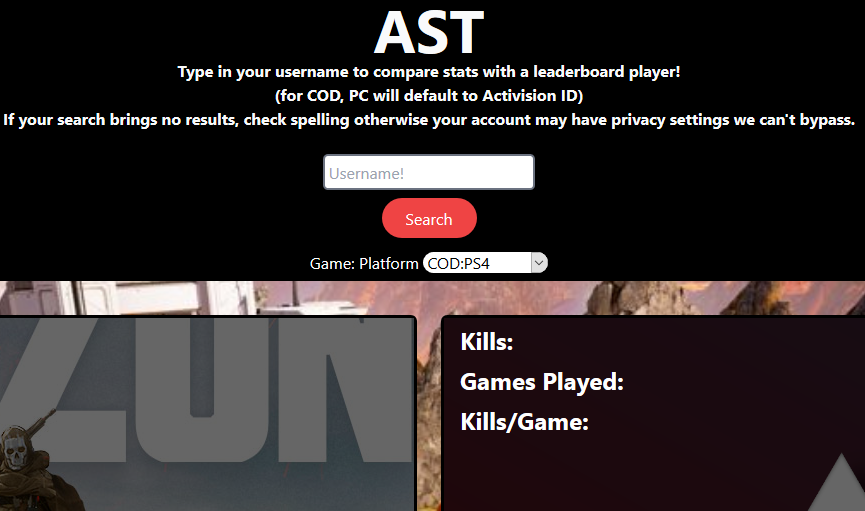 AST
Type in your username to compare stats with a leaderboard player!
(for COD, PC will default to Activision ID)
If your search brings no results, check spelling otherwise your account may have privacy settings we can't bypass.
Username!
Search
Game: Platform COD:PS4
ZON
Kills:
Games Played:
Kills/Game: